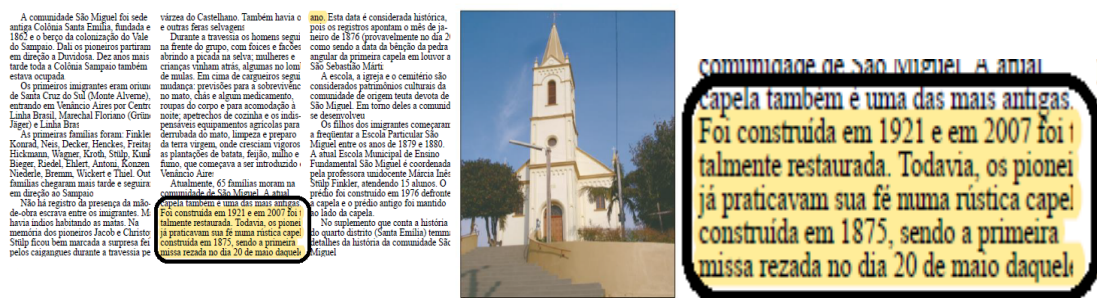 A comunidade São Miguel foi sede
antiga Colônia Santa Emília, fundada e
1862 e o berço da colonização do Vale
do Sampaio. Dali os pioneiros partiram
em direção a Duvidosa. Dez anos mais
tarde toda a Colônia Sampaio também
estava ocupada
Os primeiros imigrantes eram oriun
de Santa Cruz do Sul (Monte Alverne),
entrando em Venâncio Aires por Centr
Linha Brasil, Marechal Floriano (Grün
Jäger) e Linha Bras
As primeiras famílias foram: Finkle
Konrad, Neis, Decker, Henckes, Freita
Hickmann, Wagner, Kroth, Stülp, Kun
Bieger, Riedel, Ehlert, Antoni, Konzen
Niederle, Bremm, Wickert e Thiel. Out
famílias chegaram mais tarde e seguira
em direção ao Sampaio
Não há registro da presença da mão-
de-obra escrava entre os imigrantes. M
havia índios habitando as matas. Na
memória dos pioneiros Jacob e Christo
Stülp ficou bem marcada a surpresa fei
pelos caigangues durante a travessia pe
várzea do Castelhano. Também havia o
e outras feras selvagens
Durante a travessia os homens segui
na frente do grupo, com foices e facões
abrindo a picada na selva; mulheres e
crianças vinham atrás, algumas no lom
de mulas. Em cima de cargueiros segui
mudança: previsões para a sobrevivênc
no mato, chás e algum medicamento,
roupas do corpo e para acomodação à
noite; apetrechos de cozinha e os indis-
pensáveis equipamentos agrícolas para
derrubada do mato, limpeza e preparo
da terra virgem, onde cresciam vigoros
as plantações de batata, feijão, milho e
fumo, que começava a ser introduzido
Venâncio Aires
Atualmente, 65 famílias moram na
comunidade de São Miguel. A atual
capela também é uma das mais antigas.
Foi construída em 1921 e em 2007 foi t
talmente restaurada. Todavia, os pionei
já praticavam sua fé numa rústica capel
construída em 1875, sendo a primeira
missa rezada no dia 20 de maio daquele
ano. Esta data é considerada histórica,
pois os registros apontam o mês de ja-
neiro de 1876 (provavelmente no dia 2
como sendo a data da bênção da pedra
angular da primeira capela em louvor a
São Sebastião Márti
A escola, a igreja e o cemitério são
considerados patrimônios culturais da
comunidade de origem teuta devota de
São Miguel. Em torno deles a comunid
se desenvolveu
Os filhos dos imigrantes começaram
a freqüentar a Escola Particular São
Miguel entre os anos de 1879 e 1880.
A atual Escola Municipal de Ensino
Fundamental São Miguel é coordenada
pela professora unidocente Márcia Inês
Stülp Finkler, atendendo 15 alunos. O
prédio foi construído em 1976 defronte
a capela e o prédio antigo foi mantido
ao lado da capela.
No suplemento que conta a história
do quarto distrito (Santa Emília) temm
detalhes da história da comunidade São
Miguel
comunidade de São Miguel. A atual
capela também é uma das mais antigas.
Foi construída em 1921 e em 2007 foi t
talmente restaurada. Todavia, os pionei
já praticavam sua fé numa rústica capel
construída em 1875, sendo a primeira
missa rezada no dia 20 de maio daquele